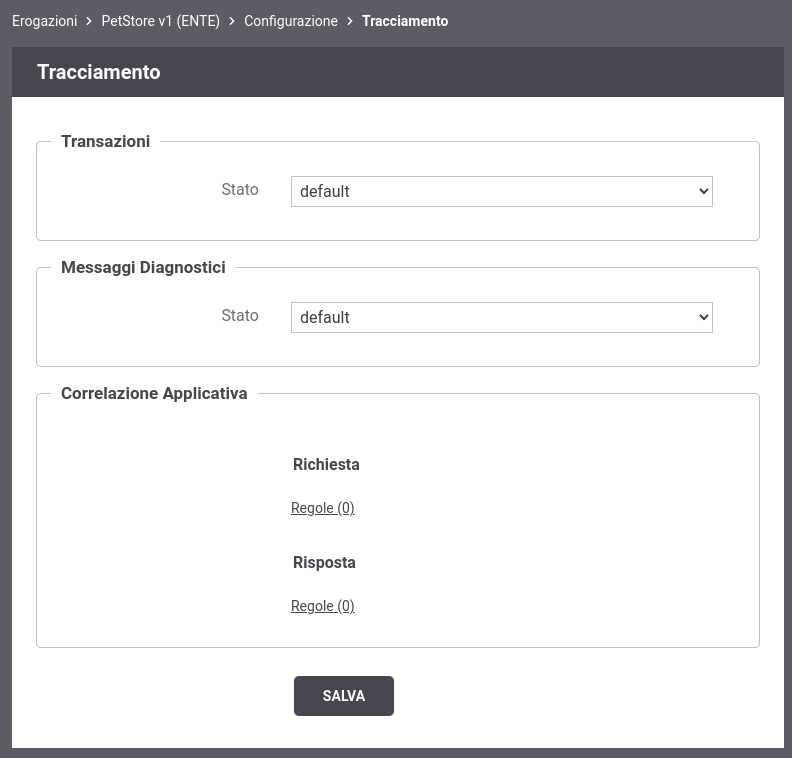 Erogazioni > PetStore v1 (ENTE) > Configurazione > Tracciamento
Tracciamento
Transazioni
Stato default
Messaggi Diagnostici
Stato default
Correlazione Applicativa
Richiesta
Regole (0)
Risposta
Regole (0)
SALVA